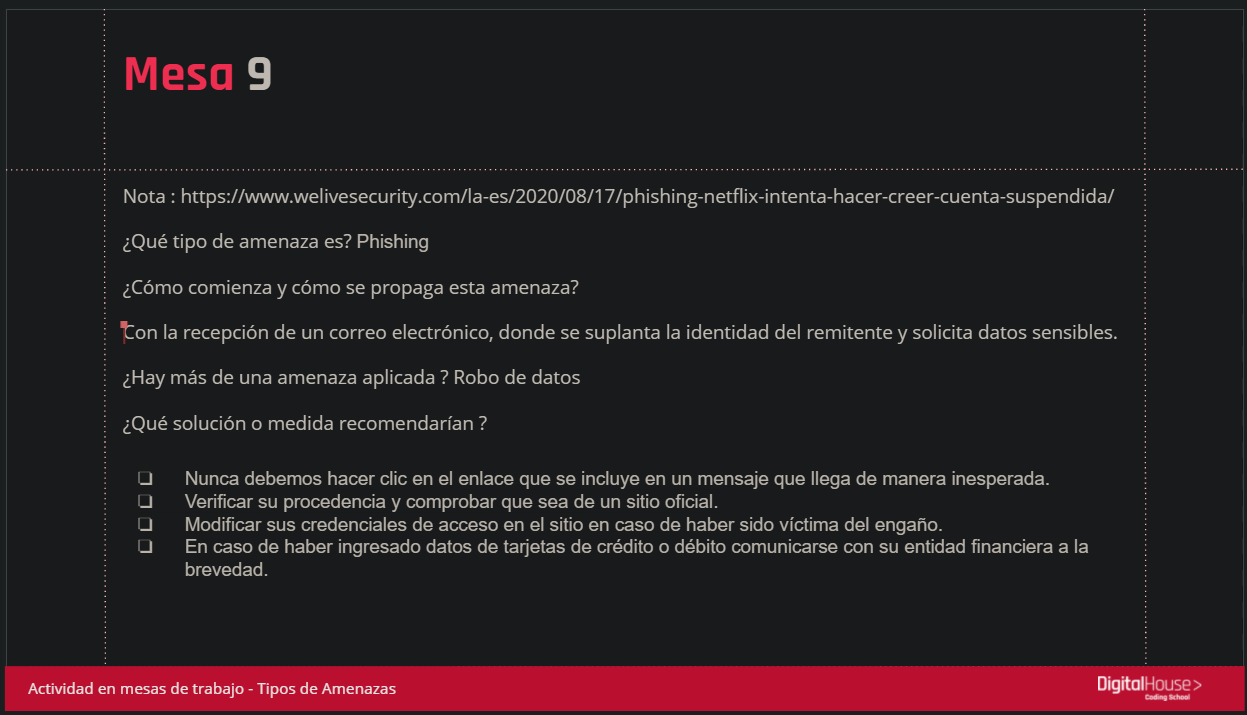 Mesa 9
Nota : https://www.welivesecurity.com/la-es/2020/08/17/phishing-netflix-intenta-hacer-creer-cuenta-suspendida/
¿Qué tipo de amenaza es? Phishing
¿Cómo comienza y cómo se propaga esta amenaza?
Con la recepción de un correo electrónico, donde se suplanta la identidad del remitente y solicita datos sensibles.
¿Hay más de una amenaza aplicada ? Robo de datos
¿Qué solución o medida recomendarían ?
❏ Nunca debemos hacer clic en el enlace que se incluye en un mensaje que llega de manera inesperada.
❏ Verificar su procedencia y comprobar que sea de un sitio oficial.
❏ Modificar sus credenciales de acceso en el sitio en caso de haber sido víctima del engaño.
❏ En caso de haber ingresado datos de tarjetas de crédito o débito comunicarse con su entidad financiera a la
brevedad.
Actividad en mesas de trabajo - Tipos de Amenazas
DigitalHouse>
Coding School